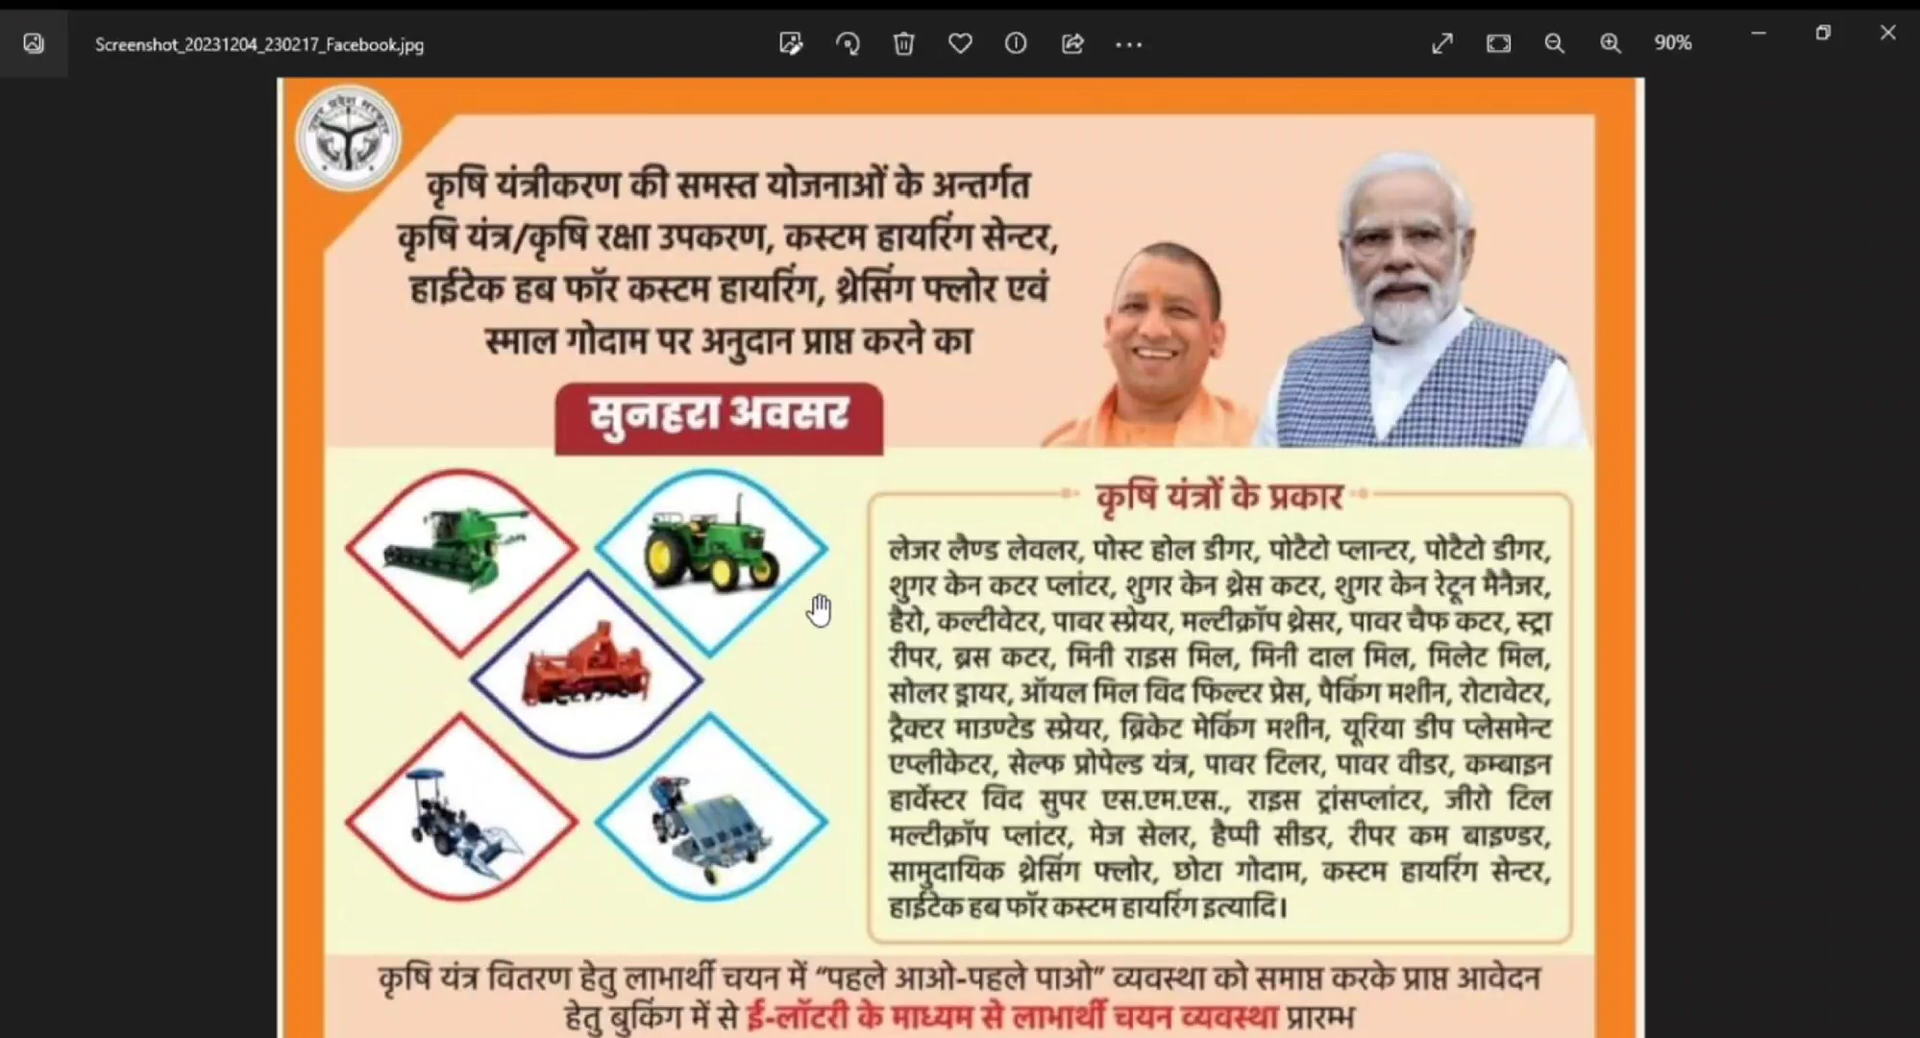 Screenshot_20231204_230217_Facebook.jpg
90%
उत्तर प्रदेश सरकार
कृषि यंत्रीकरण की समस्त योजनाओं के अन्तर्गत
कृषि यंत्र/कृषि रक्षा उपकरण, कस्टम हायरिंग सेन्टर,
हाईटेक हब फॉर कस्टम हायरिंग, थ्रेसिंग फ्लोर एवं
स्माल गोदाम पर अनुदान प्राप्त करने का
सुनहरा अवसर
कृषि यंत्रों के प्रकार
लेजर लैण्ड लेवलर, पोस्ट होल डीगर, पोटैटो प्लान्टर, पोटैटो डीगर,
शुगर केन कटर प्लांटर, शुगर केन थ्रेस कटर, शुगर केन रेटून मैनेजर,
हैरो, कल्टीवेटर, पावर स्प्रेयर, मल्टीक्रॉप थ्रेसर, पावर चैफ कटर, स्ट्रा
रीपर, ब्रस कटर, मिनी राइस मिल, मिनी दाल मिल, मिलेट मिल,
सोलर ड्रायर, ऑयल मिल विद फिल्टर प्रेस, पैकिंग मशीन, रोटावेटर,
ट्रैक्टर माउण्टेड स्प्रेयर, ब्रिकेट मेकिंग मशीन, यूरिया डीप प्लेसमेन्ट
एप्लीकेटर, सेल्फ प्रोपेल्ड यंत्र, पावर टिलर, पावर वीडर, कम्बाइन
हार्वेस्टर विद सुपर एस.एम.एस., राइस ट्रांसप्लांटर, जीरो टिल
मल्टीक्रॉप प्लांटर, मेज सेलर, हैप्पी सीडर, रीपर कम बाइण्डर,
सामुदायिक थ्रेसिंग फ्लोर, छोटा गोदाम, कस्टम हायरिंग सेन्टर,
हाईटेक हब फॉर कस्टम हायरिंग इत्यादि।
कृषि यंत्र वितरण हेतु लाभार्थी चयन में “पहले आओ-पहले पाओ” व्यवस्था को समाप्त करके प्राप्त आवेदन
हेतु बुकिंग में से ई-लॉटरी के माध्यम से लाभार्थी चयन व्यवस्था प्रारम्भ